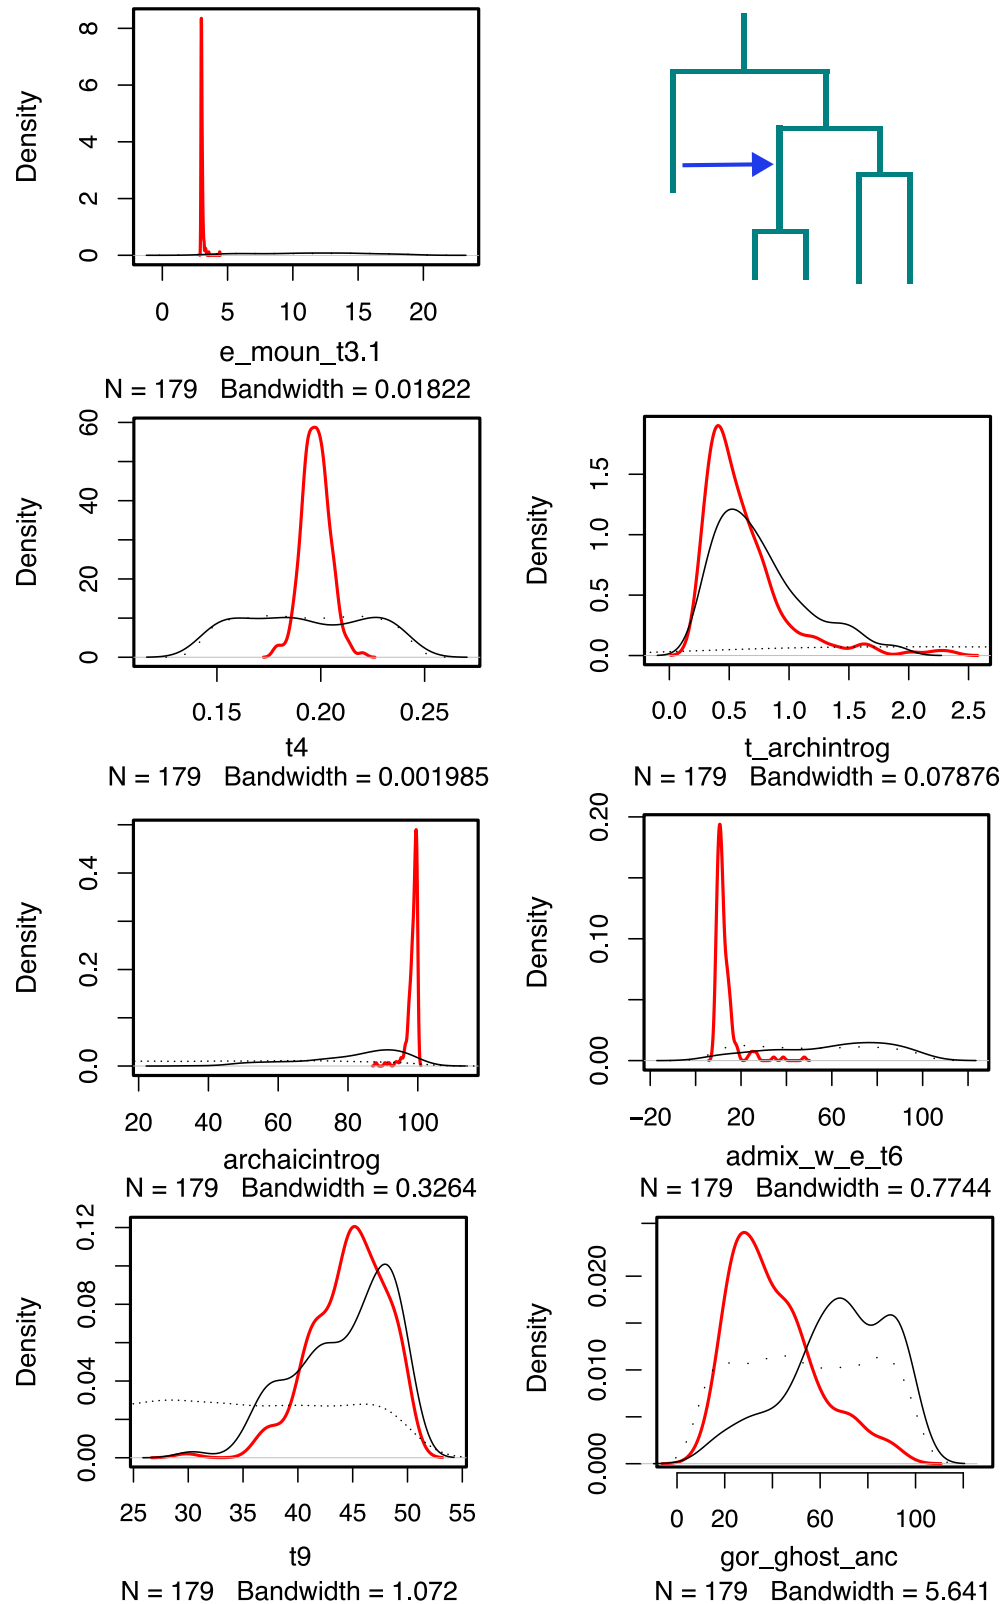 Density
8
6
4
2
0
0 5 10 15 20
e_moun_t3.1
N = 179 Bandwidth = 0.01822
Density
60
40
20
0
0.15 0.20 0.25
t4
N = 179 Bandwidth = 0.001985
Density
1.5
1.0
0.5
0.0
0.0 0.5 1.0 1.5 2.0 2.5
t_archintrog
N = 179 Bandwidth = 0.07876
Density
0.4
0.2
0.0
20 40 60 80 100
archaicintrog
N = 179 Bandwidth = 0.3264
Density
0.20
0.10
0.00
−20 20 60 100
admix_w_e_t6
N = 179 Bandwidth = 0.7744
Density
0.12
0.08
0.04
0.00
25 30 35 40 45 50 55
t9
N = 179 Bandwidth = 1.072
Density
0.020
0.010
0.000
0 20 60 100
gor_ghost_anc
N = 179 Bandwidth = 5.641